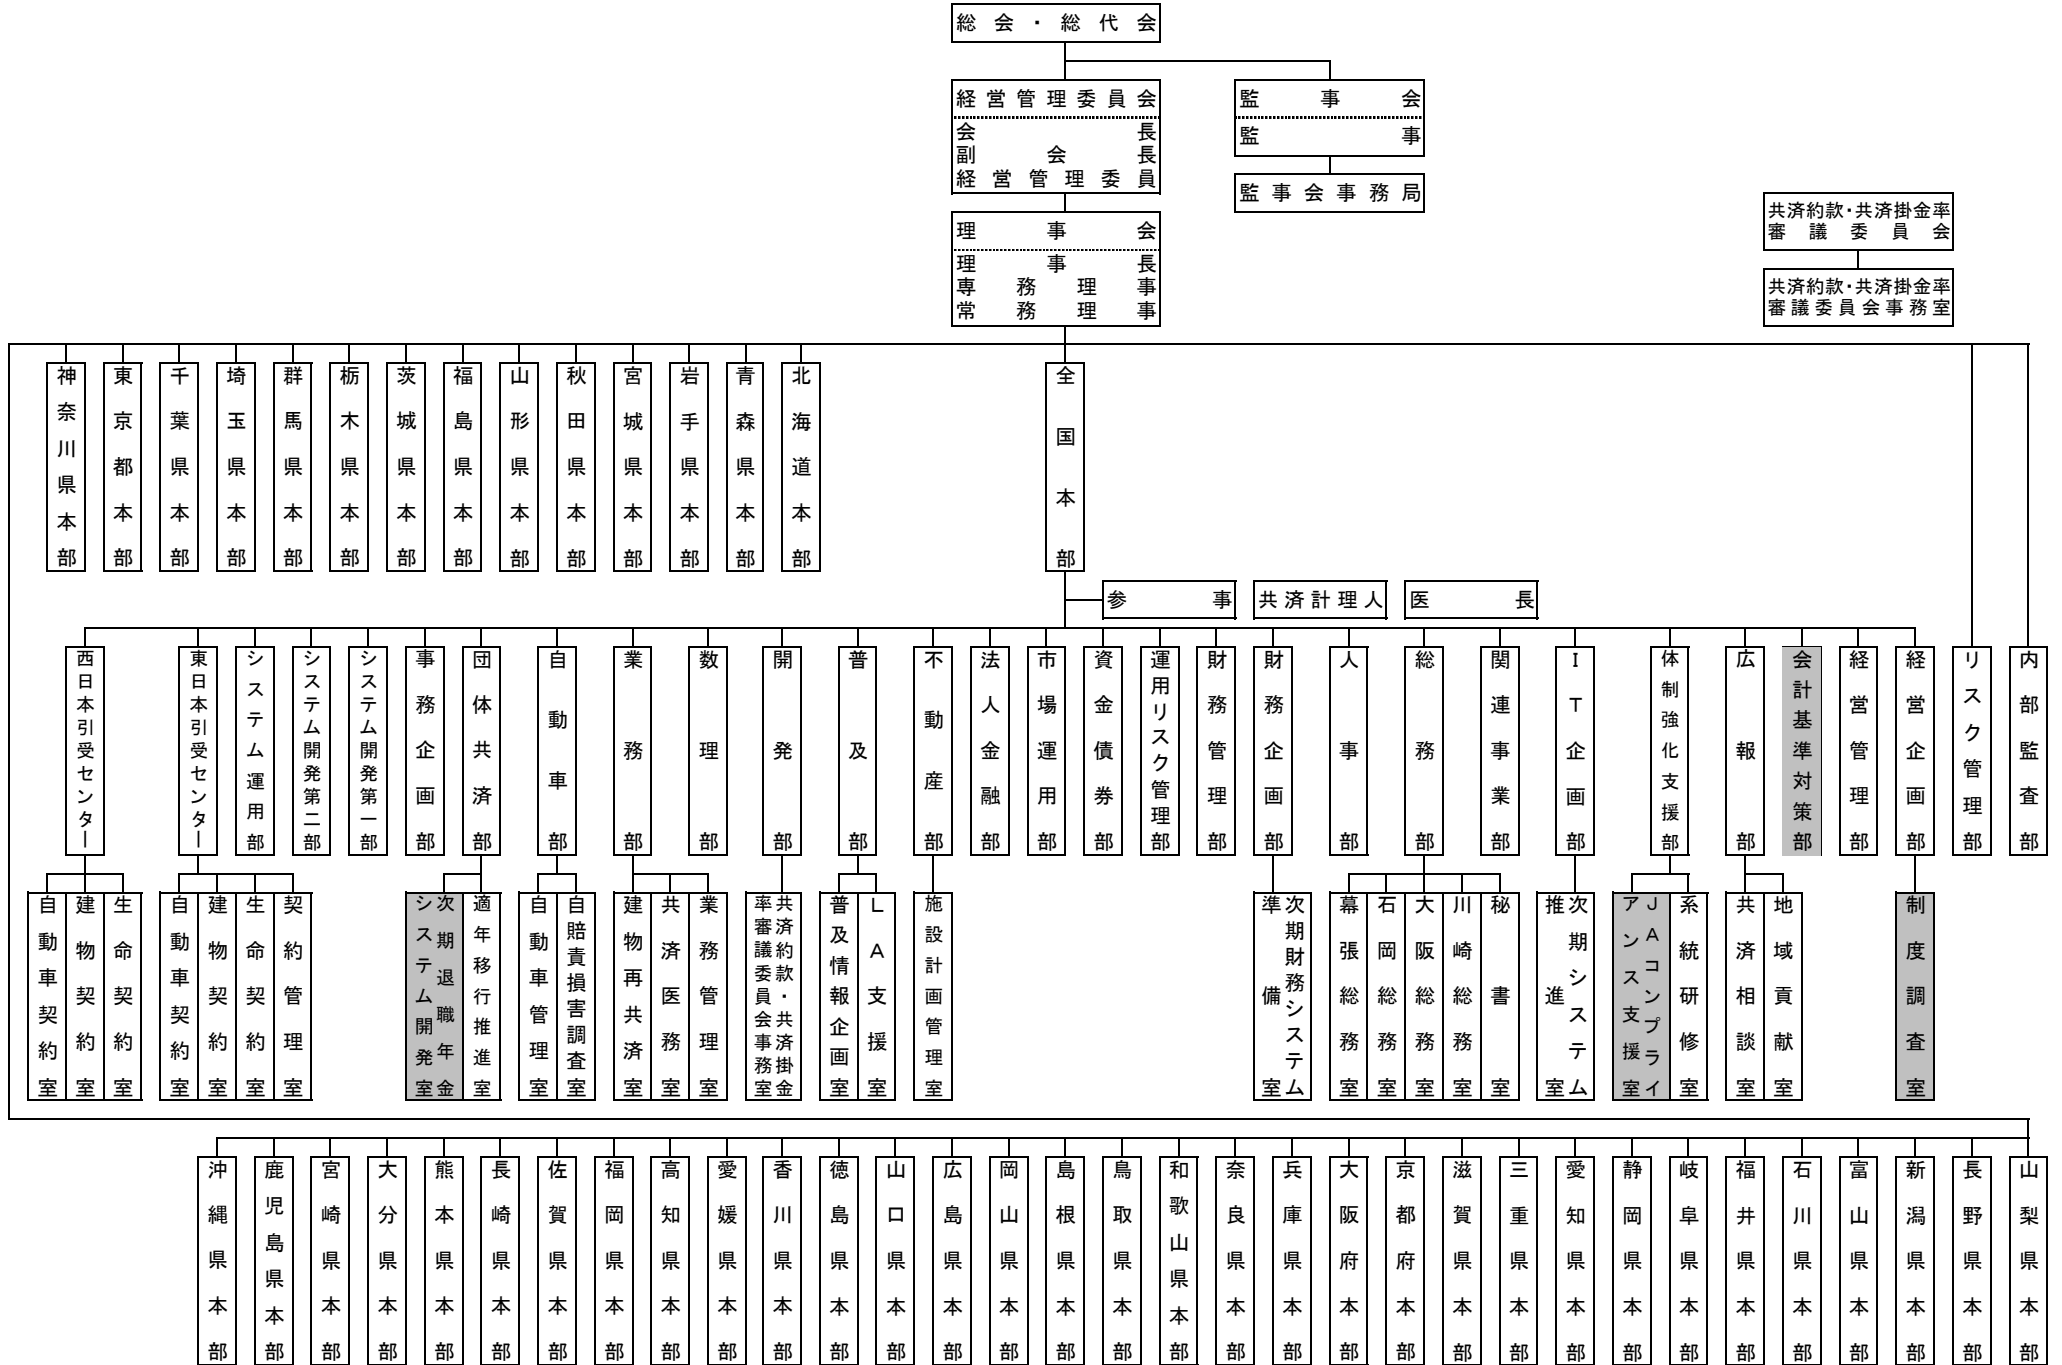 総会・総代会
経営管理委員会
会長
副会長
経営管理委員
監事会
監事
監事会事務局
理事会
理事長
専務理事
常務理事
共済約款・共済掛金率
審議委員会
共済約款・共済掛金率
審議委員会事務室
神奈川県本部
東京都本部
千葉県本部
埼玉県本部
群馬県本部
栃木県本部
茨城県本部
福島県本部
山形県本部
秋田県本部
宮城県本部
岩手県本部
青森県本部
北海道本部
全国本部
参事
共済計理人
医長
西日本引受センター
東日本引受センター
システム運用部
システム開発第二部
システム開発第一部
事務企画部
団体共済部
自動車部
業務部
数理部
開発部
普及部
不動産部
法人金融部
市場運用部
資金債券部
運用リスク管理部
財務管理部
財務企画部
人事部
総務部
関連事業部
IT企画部
体制強化支援部
広報部
会計基準対策部
経営管理部
経営企画部
リスク管理部
内部監査部
自動車契約室
建物契約室
生命契約室
自動車契約室
建物契約室
生命契約室
契約管理室
次期退職年金
システム開発室
適年移行推進室
自動車管理室
自賠責損害調査室
建物再共済室
共済医務室
業務管理室
共済約款・共済掛金
率審議委員会事務室
普及情報企画室
LA支援室
施設計画管理室
次期財務システム
準備室
幕張総務室
石岡総務室
大阪総務室
川崎総務室
秘書室
次期システム
推進室
JAコンプライ
アンス支援室
系統研修室
共済相談室
地域貢献室
制度調査室
沖縄県本部
鹿児島県本部
宮崎県本部
大分県本部
熊本県本部
長崎県本部
佐賀県本部
福岡県本部
高知県本部
愛媛県本部
香川県本部
徳島県本部
山口県本部
広島県本部
岡山県本部
島根県本部
鳥取県本部
和歌山県本部
奈良県本部
兵庫県本部
大阪府本部
京都府本部
滋賀県本部
三重県本部
愛知県本部
静岡県本部
岐阜県本部
福井県本部
石川県本部
富山県本部
新潟県本部
長野県本部
山梨県本部